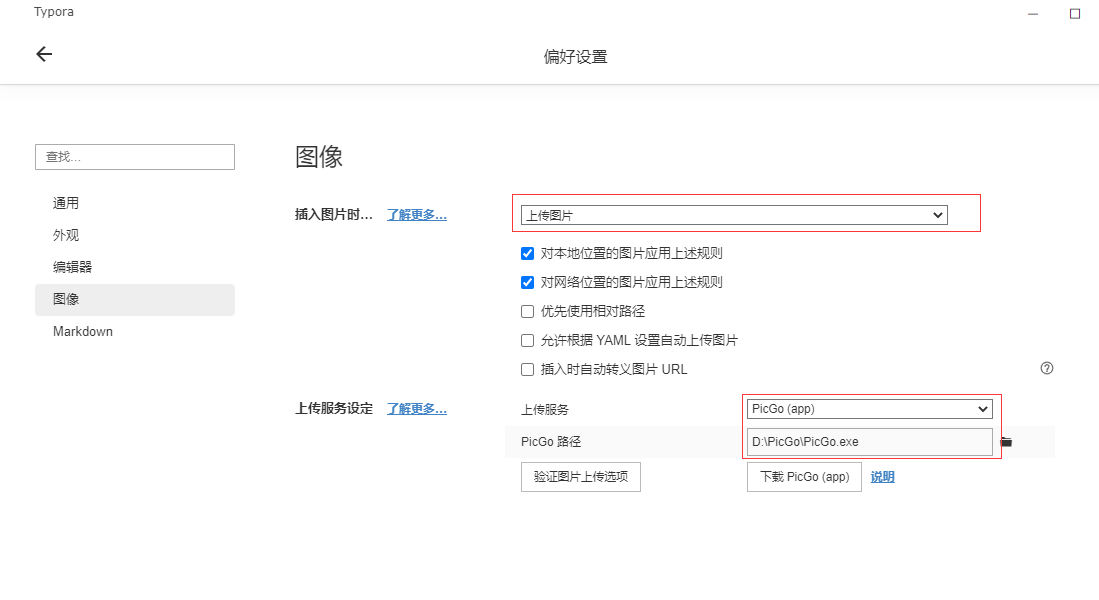 Typora
偏好设置
查找...
通用
外观
编辑器
图像
Markdown
图像
插入图片时... 了解更多... 上传图片
对本地位置的图片应用上述规则
对网络位置的图片应用上述规则
优先使用相对路径
允许根据 YAML 设置自动上传图片
插入时自动转义图片 URL
上传服务设定 了解更多... 上传服务 PicGo (app)
PicGo 路径 D:\PicGo\PicGo.exe
验证图片上传选项 下载 PicGo (app) 说明